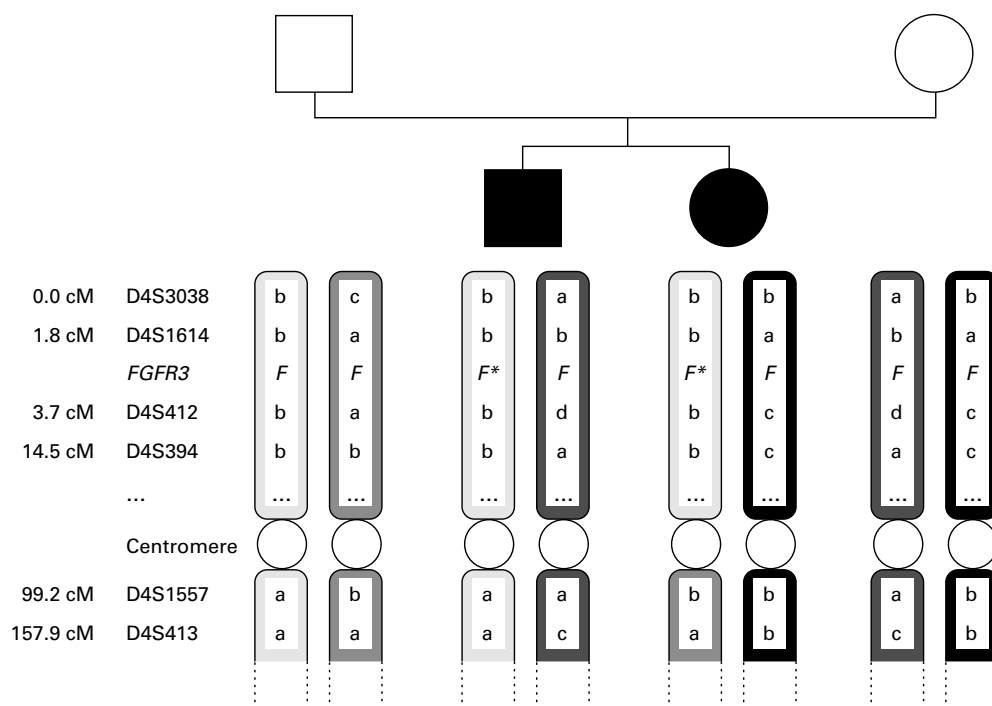 0.0 cM D4S3038 b c b a b b a b
1.8 cM D4S1614 b a b b b a b a
FGFR3 F F F* F F* F F F
3.7 cM D4S412 b a b d b c d c
14.5 cM D4S394 b b b a b c a c
... ... ... ... ... ... ... ... ...
Centromere
99.2 cM D4S1557 a b a a b b a b
157.9 cM D4S413 a a a c a b c b